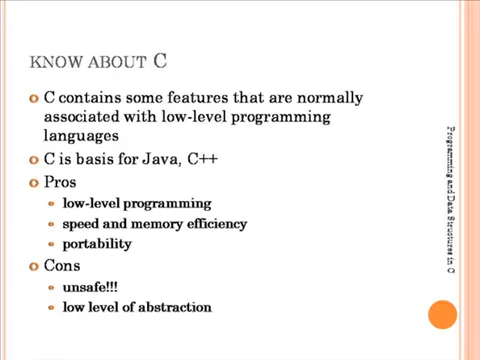 KNOW ABOUT C
C contains some features that are normally
associated with low-level programming
languages
C is basis for Java, C++
Pros
low-level programming
speed and memory efficiency
portability
Cons
unsafe!!!
low level of abstraction
Programming and Data Structures in C